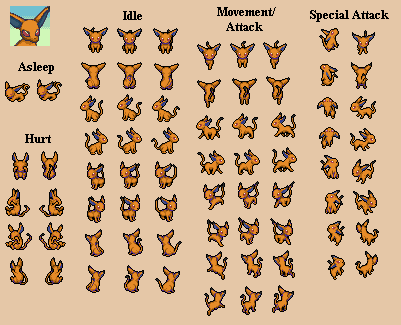 Idle
Movement/
Attack
Special Attack
Asleep
Hurt